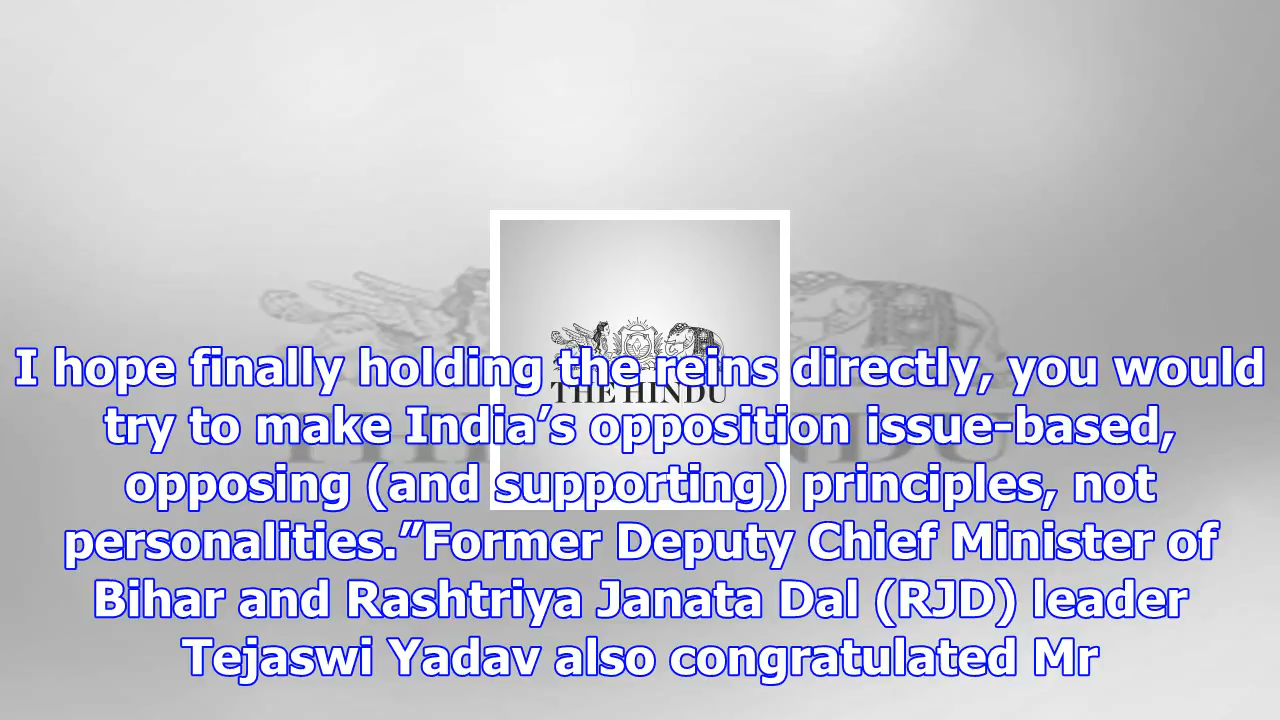 I hope finally holding the reins directly, you would
try to make India’s opposition issue-based,
opposing (and supporting) principles, not
personalities.”Former Deputy Chief Minister of
Bihar and Rashtriya Janata Dal (RJD) leader
Tejaswi Yadav also congratulated Mr
THE HINDU